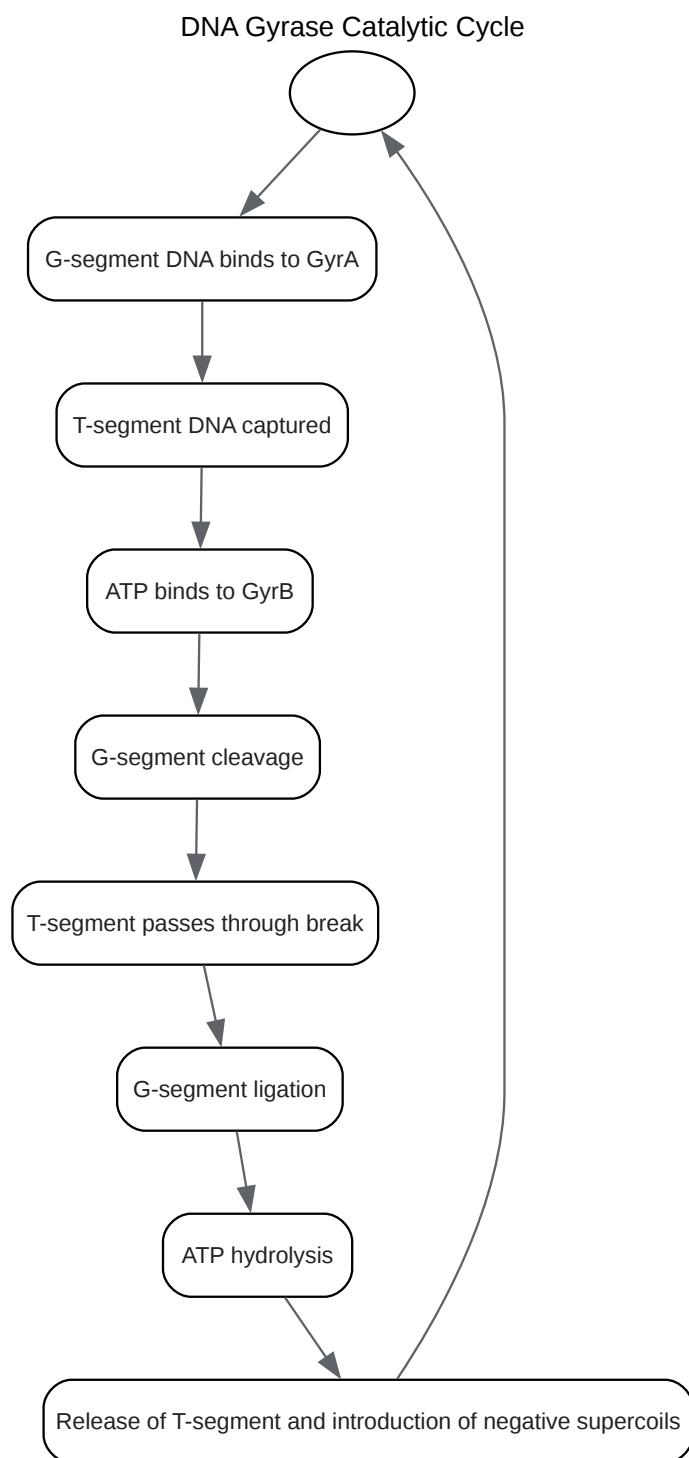 DNA Gyrase Catalytic Cycle
G-segment DNA binds to GyrA
T-segment DNA captured
ATP binds to GyrB
G-segment cleavage
T-segment passes through break
G-segment ligation
ATP hydrolysis
Release of T-segment and introduction of negative supercoils